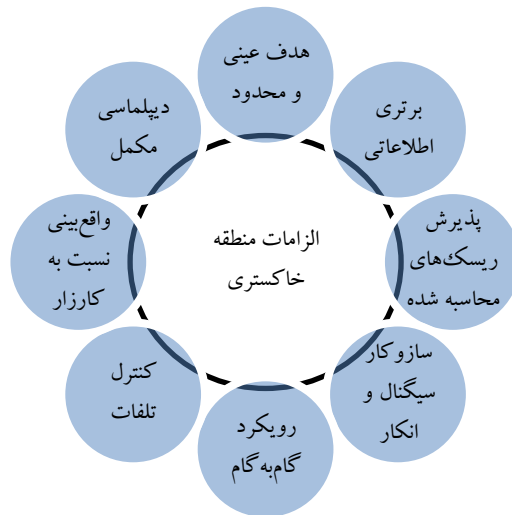 هدف عینی
و محدود
برتری
اطلاعاتی
پذیرش
ریسک‌های
محاسبه شده
سازوکار
سیگنال و
انکار
رویکرد
گام‌به‌گام
کنترل
تلفات
واقع‌بینی
نسبت به
کارزار
دیپلماسی
مکمل
الزامات منطقه
خاکستری